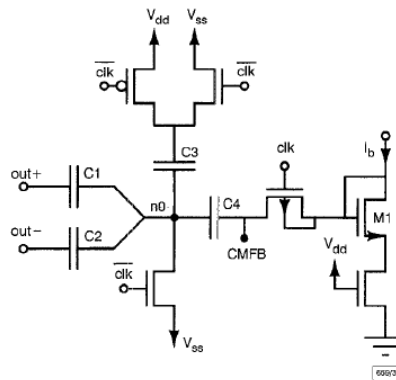 Vdd
Vss
clk
clk
C3
clk
Ib
out+
C1
n0
C4
M1
out−
C2
CMFB
Vdd
clk
Vss